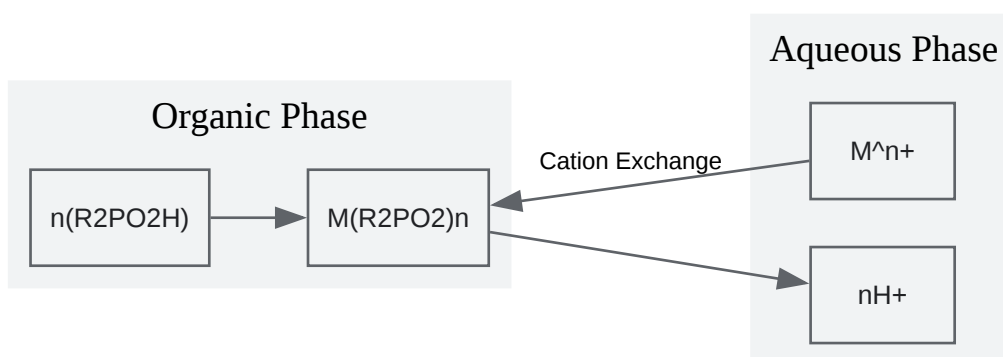 Aqueous Phase
Organic Phase
M^n+
Cation Exchange
n(R2PO2H)
M(R2PO2)n
nH+